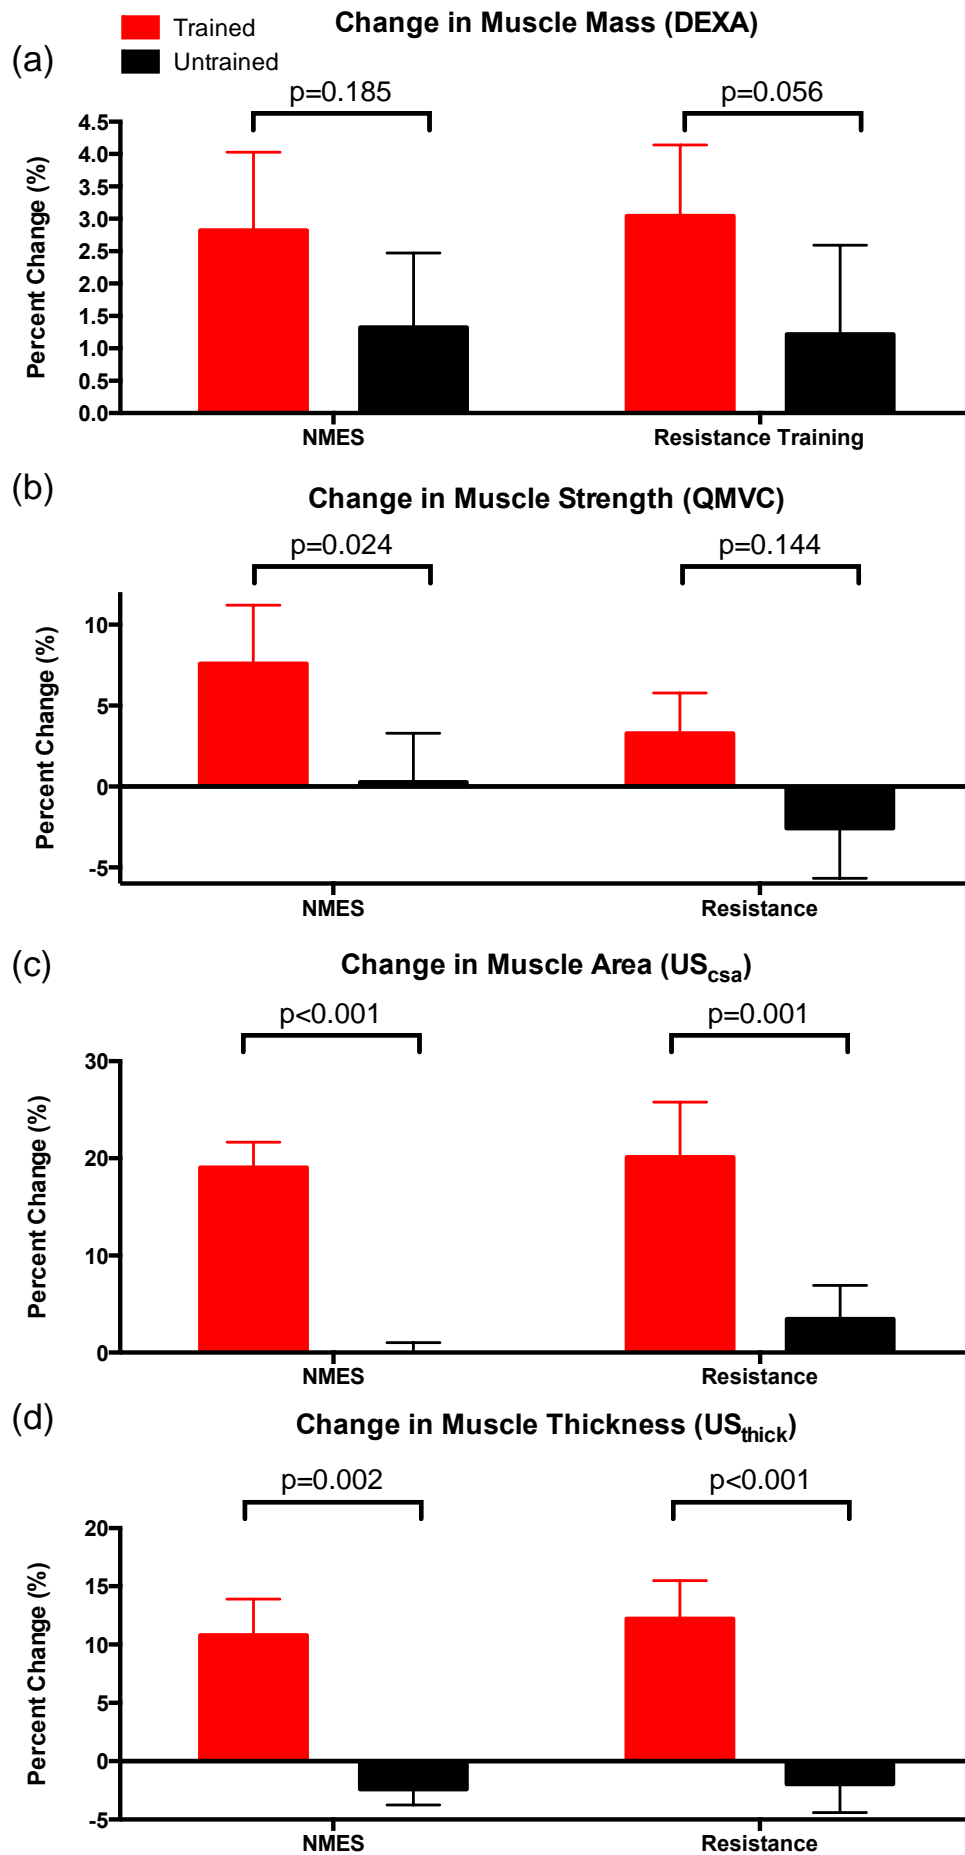 Trained
Untrained
Change in Muscle Mass (DEXA)
(a)
p=0.185
p=0.056
Percent Change (%)
4.5
4.0
3.5
3.0
2.5
2.0
1.5
1.0
0.5
0.0
NMES
Resistance Training
(b)
Change in Muscle Strength (QMVC)
p=0.024
p=0.144
Percent Change (%)
10
5
0
-5
NMES
Resistance
(c)
Change in Muscle Area (UScsa)
p<0.001
p=0.001
Percent Change (%)
30
20
10
0
NMES
Resistance
(d)
Change in Muscle Thickness (USthick)
p=0.002
p<0.001
Percent Change (%)
20
15
10
5
0
-5
NMES
Resistance